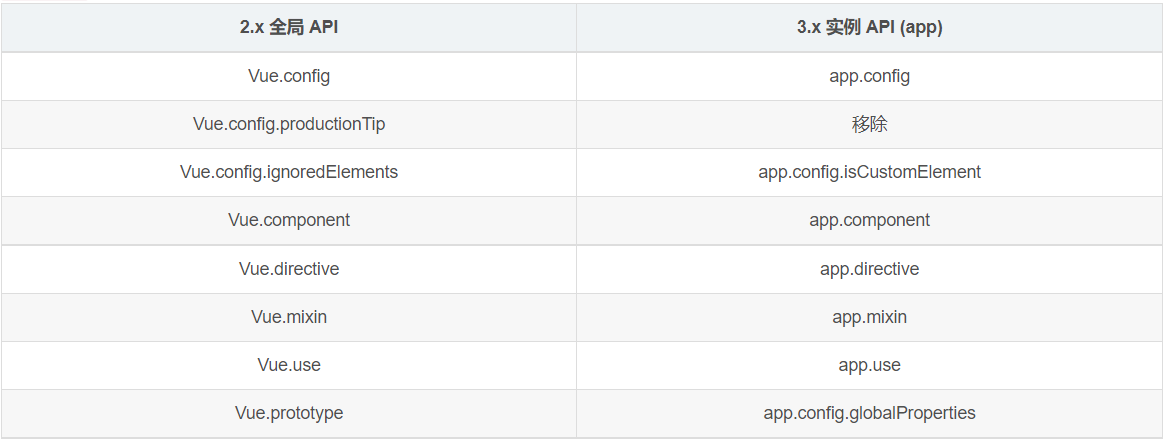 2.x 全局 API 3.x 实例 API (app)
Vue.config app.config
Vue.config.productionTip 移除
Vue.config.ignoredElements app.config.isCustomElement
Vue.component app.component
Vue.directive app.directive
Vue.mixin app.mixin
Vue.use app.use
Vue.prototype app.config.globalProperties